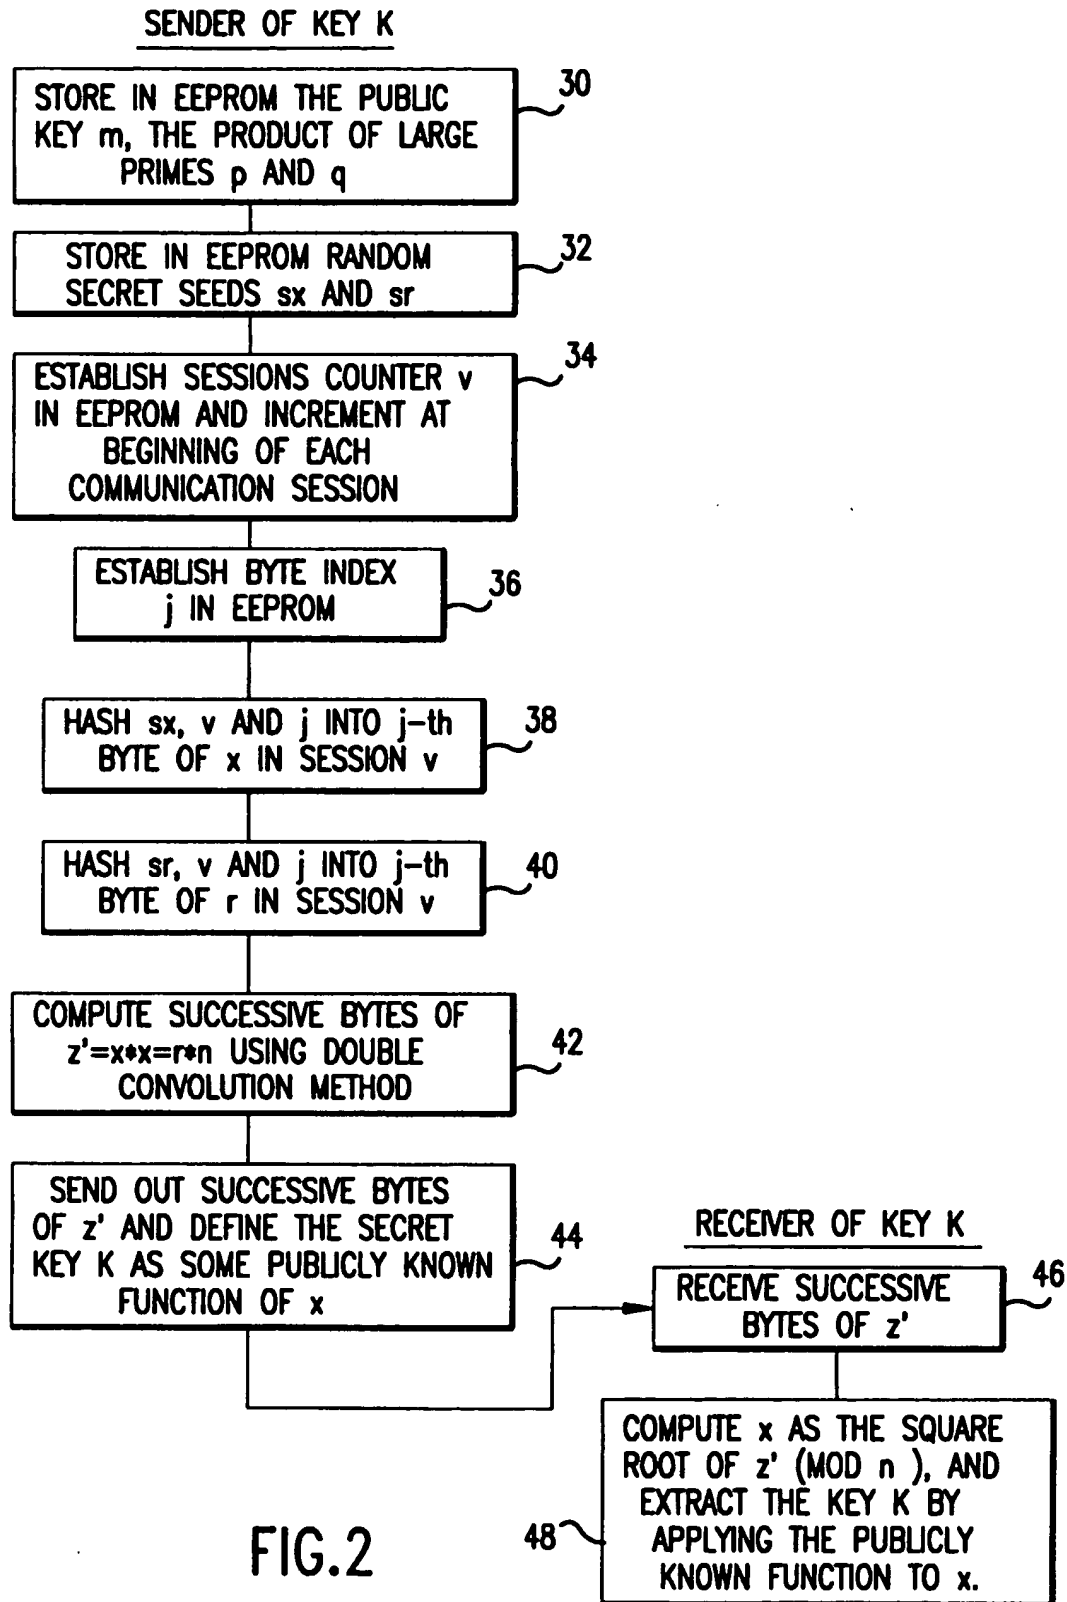 SENDER OF KEY K
STORE IN EEPROM THE PUBLIC
KEY m, THE PRODUCT OF LARGE
PRIMES p AND q
30
STORE IN EEPROM RANDOM
SECRET SEEDS sx AND sr
32
ESTABLISH SESSIONS COUNTER v
IN EEPROM AND INCREMENT AT
BEGINNING OF EACH
COMMUNICATION SESSION
34
ESTABLISH BYTE INDEX
j IN EEPROM
36
HASH sx, v AND j INTO j-th
BYTE OF x IN SESSION v
38
HASH sr, v AND j INTO j-th
BYTE OF r IN SESSION v
40
COMPUTE SUCCESSIVE BYTES OF
z'=x*x=r*n USING DOUBLE
CONVOLUTION METHOD
42
SEND OUT SUCCESSIVE BYTES
OF z' AND DEFINE THE SECRET
KEY K AS SOME PUBLICLY KNOWN
FUNCTION OF x
44
RECEIVER OF KEY K
RECEIVE SUCCESSIVE
BYTES OF z'
46
COMPUTE x AS THE SQUARE
ROOT OF z' (MOD n ), AND
EXTRACT THE KEY K BY
APPLYING THE PUBLICLY
KNOWN FUNCTION TO x.
48
FIG.2